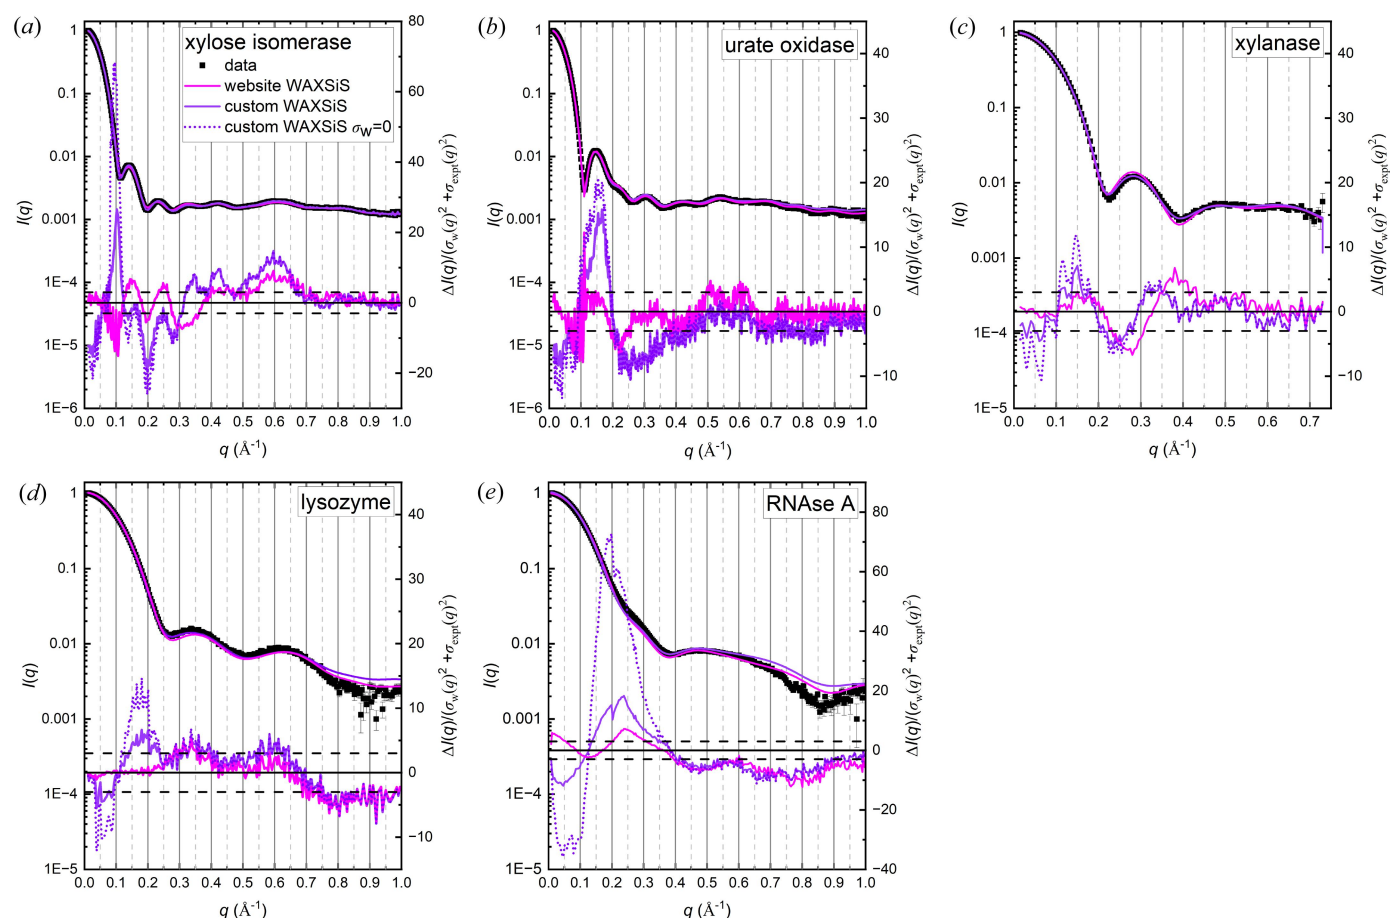 (a)
xylose isomerase
data
website WAXSiS
custom WAXSiS
custom WAXSiS σw=0
I(q)
1
0.1
0.01
0.001
1E-4
1E-5
1E-6
0.0 0.1 0.2 0.3 0.4 0.5 0.6 0.7 0.8 0.9 1.0
q (Å-1)
80
60
40
20
0
−20
ΔI(q)/(σw(q)2 +σexpt(q)2)
(b)
urate oxidase
I(q)
1
0.1
0.01
0.001
1E-4
1E-5
1E-6
0.0 0.1 0.2 0.3 0.4 0.5 0.6 0.7 0.8 0.9 1.0
q (Å-1)
40
30
20
10
0
−10
ΔI(q)/(σw(q)2 +σexpt(q)2)
(c)
xylanase
I(q)
1
0.1
0.01
0.001
1E-4
1E-5
0.0 0.1 0.2 0.3 0.4 0.5 0.6 0.7
q (Å-1)
40
30
20
10
0
−10
ΔI(q)/(σw(q)2 +σexpt(q)2)
(d)
lysozyme
I(q)
1
0.1
0.01
0.001
1E-4
1E-5
0.0 0.1 0.2 0.3 0.4 0.5 0.6 0.7 0.8 0.9 1.0
q (Å-1)
40
30
20
10
0
−10
ΔI(q)/(σw(q)2 +σexpt(q)2)
(e)
RNAse A
I(q)
1
0.1
0.01
0.001
1E-4
1E-5
0.0 0.1 0.2 0.3 0.4 0.5 0.6 0.7 0.8 0.9 1.0
q (Å-1)
80
60
40
20
0
−20
−40
ΔI(q)/(σw(q)2 +σexpt(q)2)